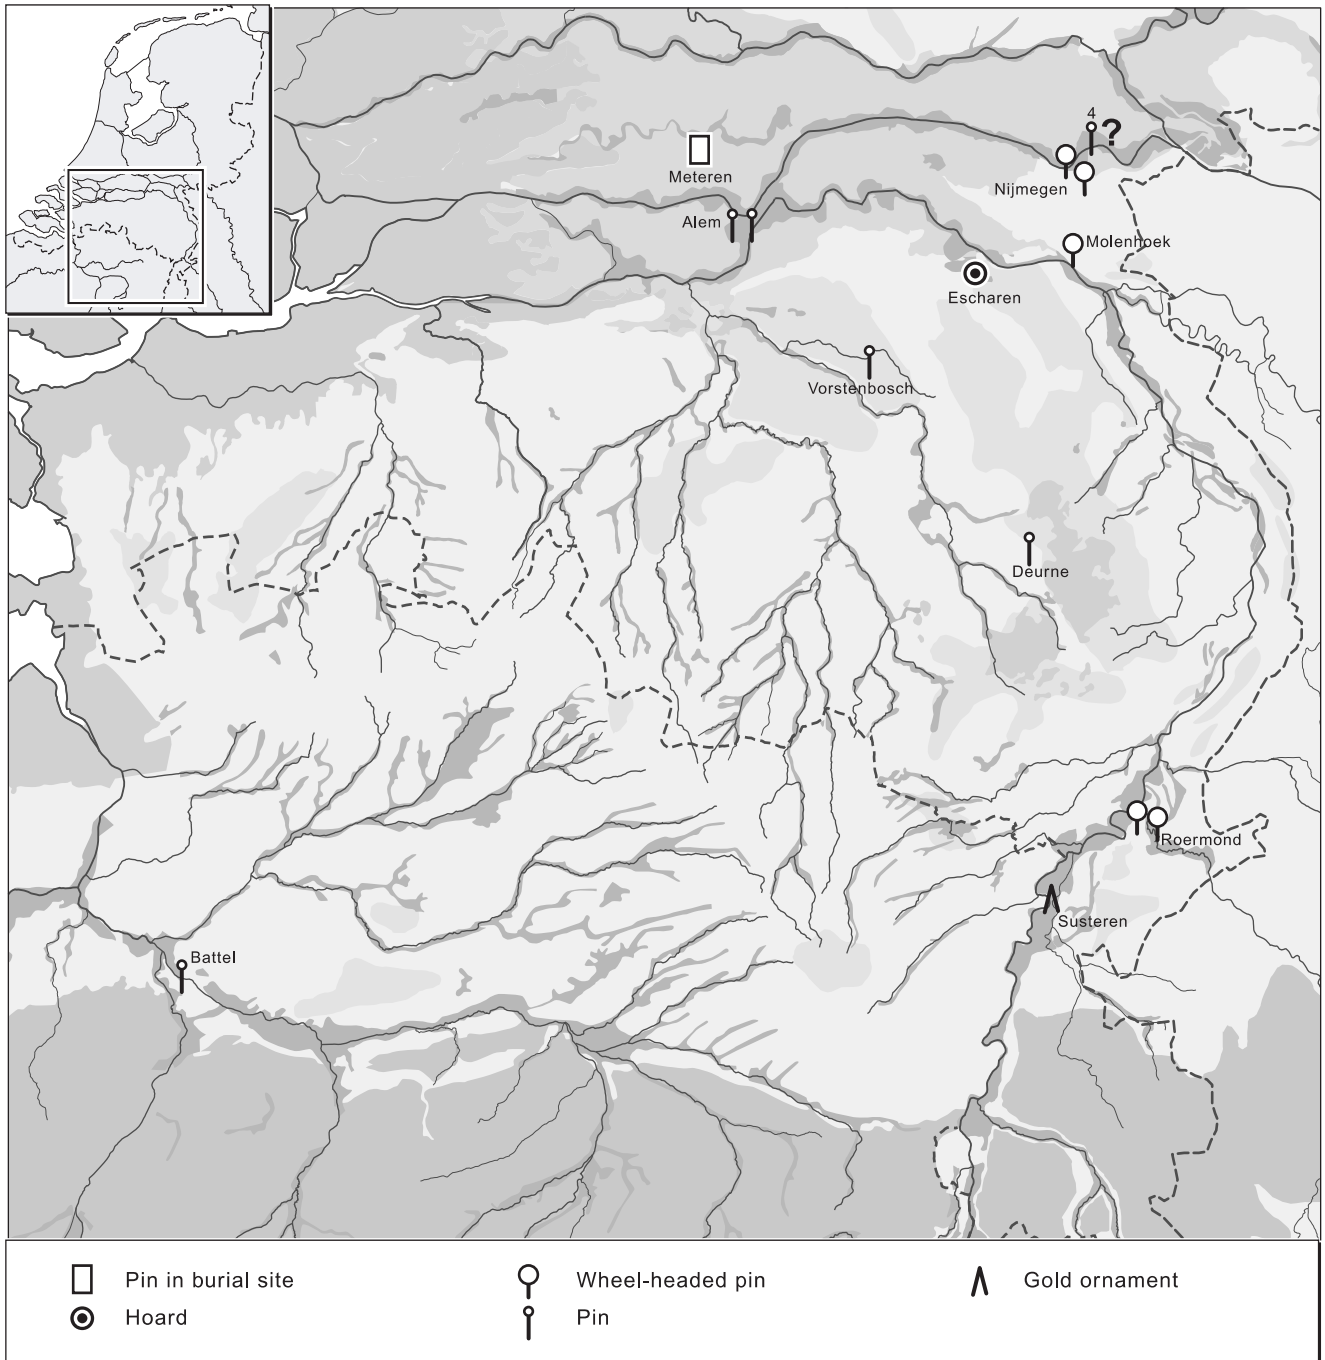 4
?
Meteren
Nijmegen
Alem
Molenhoek
Escharen
Vorstenbosch
Deurne
Roermond
Susteren
Battel
Pin in burial site
Wheel-headed pin
Gold ornament
Hoard
Pin